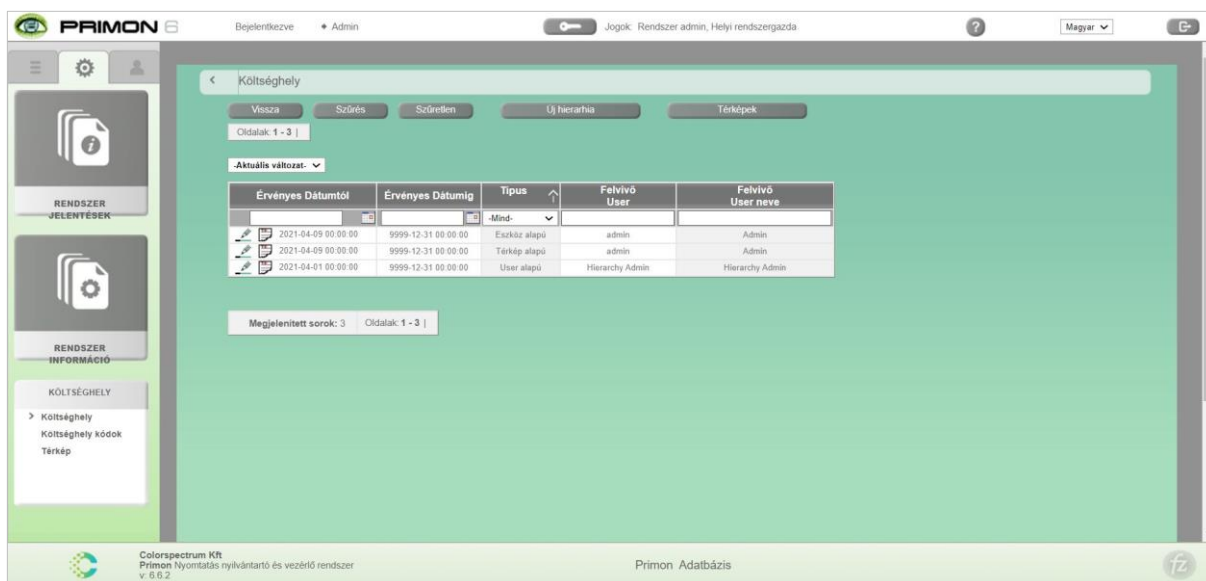 PRIMON 6
Bejelentkezve ✦ Admin
Jogok: Rendszer admin, Helyi rendszergazda
?
Magyar
Költséghely
Vissza Szűrés Szűretlen Új hierarhia Térképek
Oldalak: 1 - 3 |
-Aktuális változat-
Érvényes Dátumtól Érvényes Dátumig Típus Felvivő User Felvivő User neve
-Mind-
2021-04-09 00:00:00 9999-12-31 00:00:00 Eszköz alapú admin Admin
2021-04-09 00:00:00 9999-12-31 00:00:00 Térkép alapú admin Admin
2021-04-01 00:00:00 9999-12-31 00:00:00 User alapú Hierarchy Admin Hierarchy Admin
Megjelenített sorok: 3 Oldalak: 1 - 3 |
RENDSZER
JELENTÉSEK
RENDSZER
INFORMÁCIÓ
KÖLTSÉGHELY
> Költséghely
Költséghely kódok
Térkép
Colorspectrum Kft
Primon Nyomtatás nyilvántartó és vezérlő rendszer
v: 6.6.2
Primon Adatbázis
fz